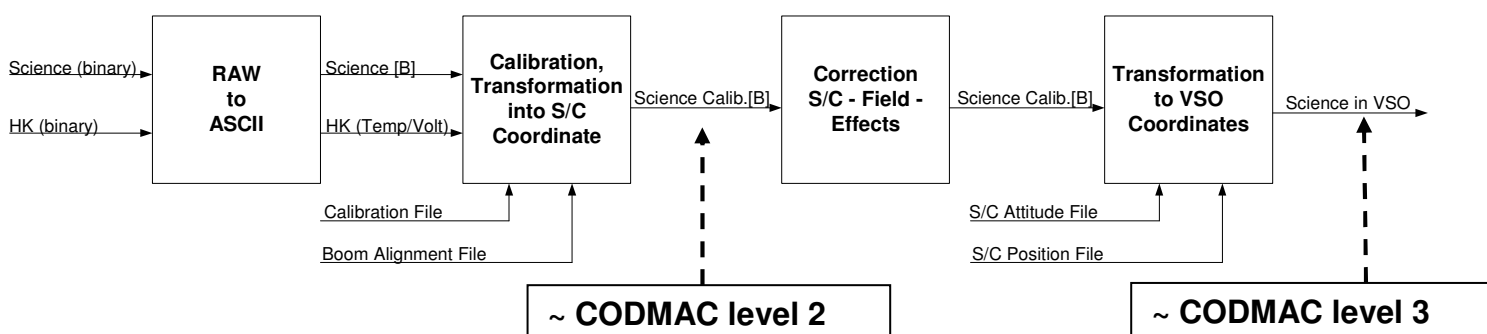 Science (binary)
HK (binary)
RAW
to
ASCII
Science [B]
HK (Temp/Volt)
Calibration,
Transformation
into S/C
Coordinate
Calibration File
Boom Alignment File
Science Calib.[B]
~ CODMAC level 2
Correction
S/C - Field -
Effects
Science Calib.[B]
Transformation
to VSO
Coordinates
S/C Attitude File
S/C Position File
Science in VSO
~ CODMAC level 3